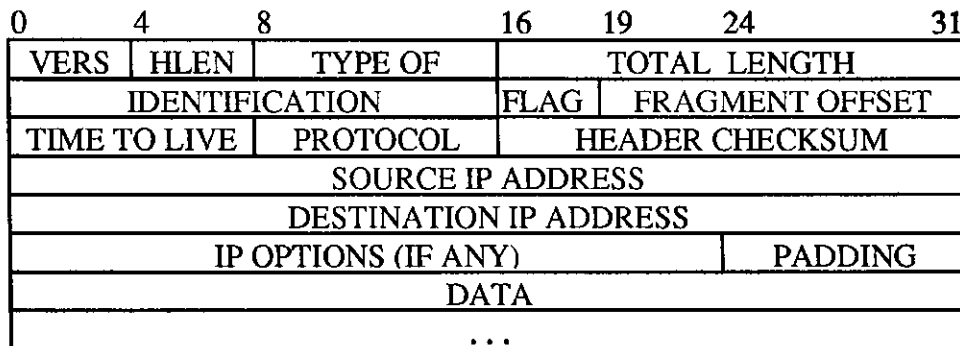 0 4 8 16 19 24 31
VERS HLEN TYPE OF TOTAL LENGTH
IDENTIFICATION FLAG FRAGMENT OFFSET
TIME TO LIVE PROTOCOL HEADER CHECKSUM
SOURCE IP ADDRESS
DESTINATION IP ADDRESS
IP OPTIONS (IF ANY) PADDING
DATA
...